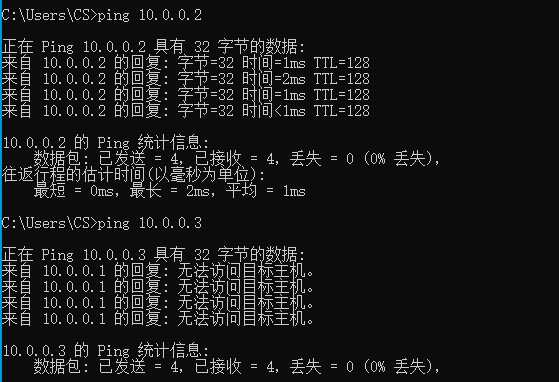 C:\Users\CS>ping 10.0.0.2
正在 Ping 10.0.0.2 具有 32 字节的数据:
来自 10.0.0.2 的回复: 字节=32 时间=1ms TTL=128
来自 10.0.0.2 的回复: 字节=32 时间=2ms TTL=128
来自 10.0.0.2 的回复: 字节=32 时间=1ms TTL=128
来自 10.0.0.2 的回复: 字节=32 时间<1ms TTL=128
10.0.0.2 的 Ping 统计信息:
数据包: 已发送 = 4，已接收 = 4，丢失 = 0 (0% 丢失)，
往返行程的估计时间(以毫秒为单位):
最短 = 0ms，最长 = 2ms，平均 = 1ms
C:\Users\CS>ping 10.0.0.3
正在 Ping 10.0.0.3 具有 32 字节的数据:
来自 10.0.0.1 的回复: 无法访问目标主机。
来自 10.0.0.1 的回复: 无法访问目标主机。
来自 10.0.0.1 的回复: 无法访问目标主机。
来自 10.0.0.1 的回复: 无法访问目标主机。
10.0.0.3 的 Ping 统计信息:
数据包: 已发送 = 4，已接收 = 4，丢失 = 0 (0% 丢失)，